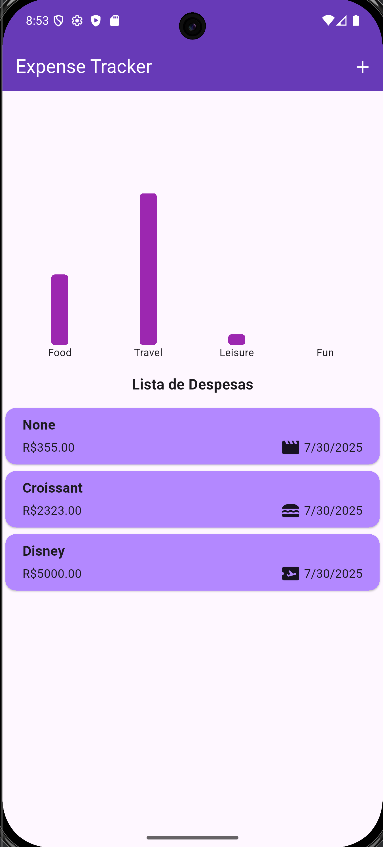 8:53
Expense Tracker
Food Travel Leisure Fun
Lista de Despesas
None
R$355.00 7/30/2025
Croissant
R$2323.00 7/30/2025
Disney
R$5000.00 7/30/2025